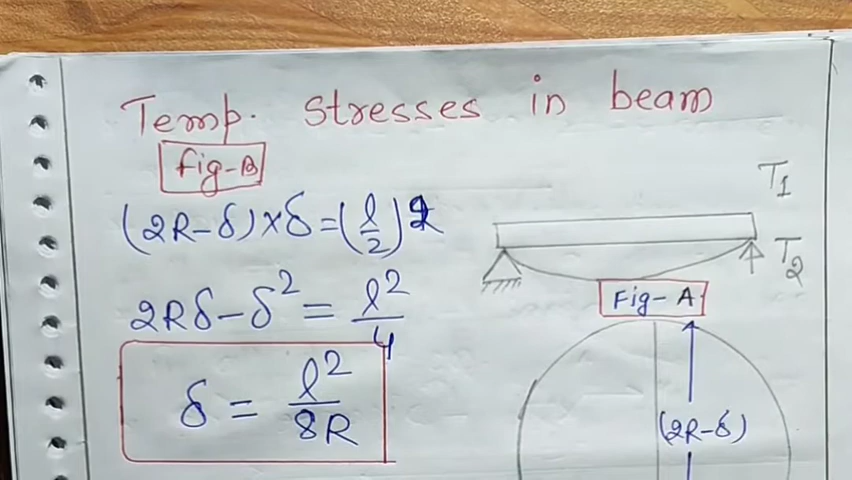 Temp. stresses in beam
fig-B
(2R-δ)×δ=(l/2)2
2Rδ-δ²=l²/4
δ=l²/8R
T1
T2
Fig-A
(2R-δ)